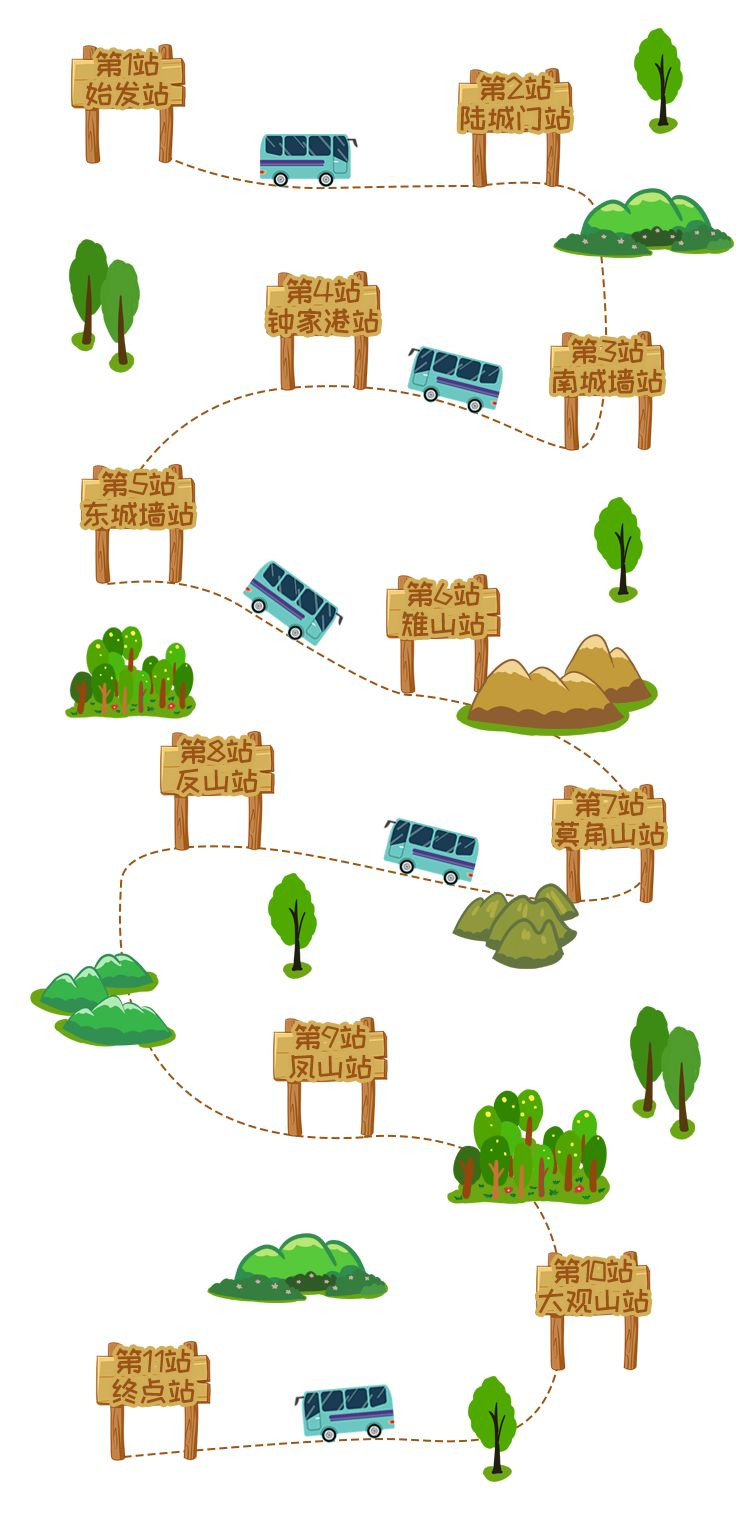 第1站
始发站
第2站
陆城门站
第3站
南城墙站
第4站
钟家港站
第5站
东城墙站
第6站
雉山站
第7站
莫角山站
第8站
反山站
第9站
凤山站
第10站
大观山站
第11站
终点站